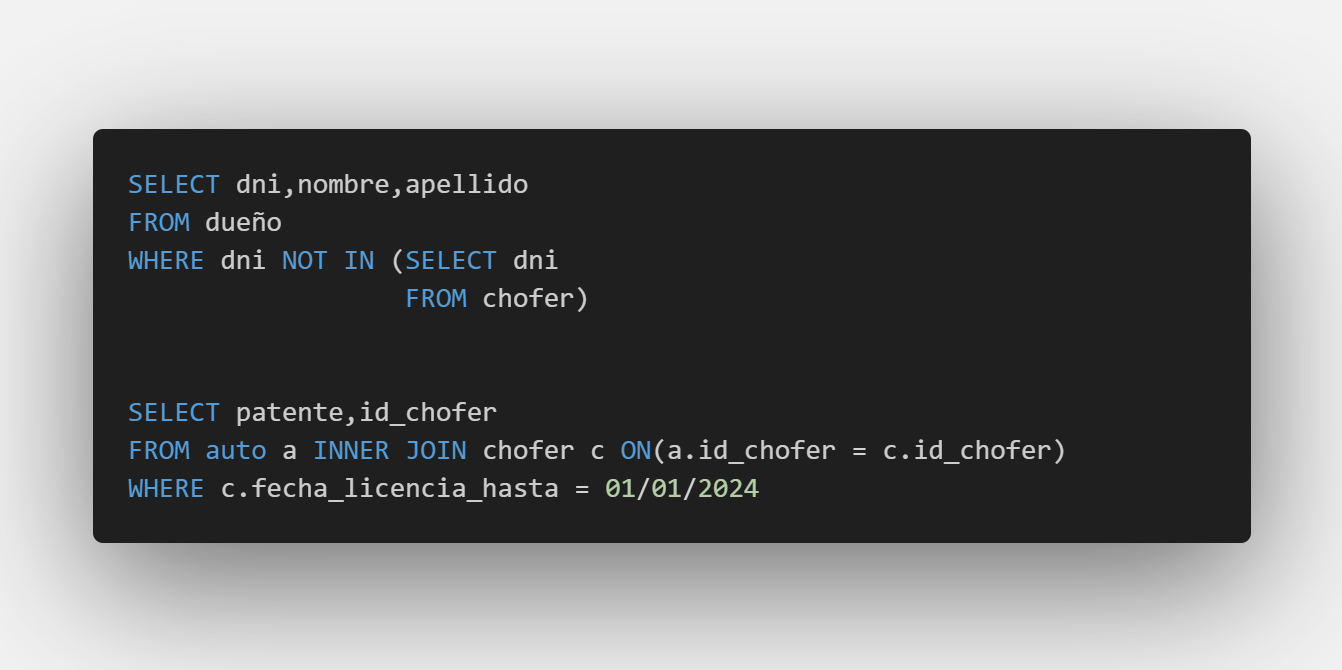 SELECT dni,nombre,apellido
FROM dueño
WHERE dni NOT IN (SELECT dni
                  FROM chofer)
SELECT patente,id_chofer
FROM auto a INNER JOIN chofer c ON(a.id_chofer = c.id_chofer)
WHERE c.fecha_licencia_hasta = 01/01/2024